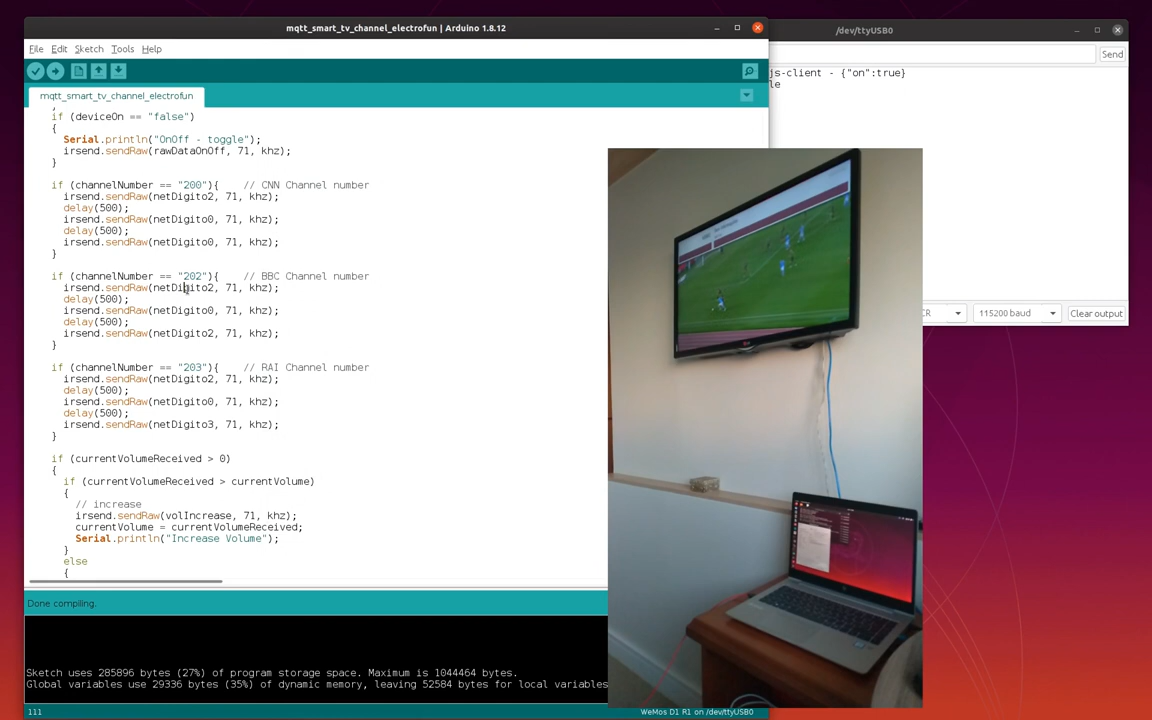 mqtt_smart_tv_channel_electrofun | Arduino 1.8.12
/dev/ttyUSB0
File Edit Sketch Tools Help
Send
mqtt_smart_tv_channel_electrofun
js-client - {"on":true}
le
if (deviceOn == "false")
{
Serial.println("OnOff - toggle");
irsend.sendRaw(rawDataOnOff, 71, khz);
}
if (channelNumber == "200"){ // CNN Channel number
irsend.sendRaw(netDigito2, 71, khz);
delay(500);
irsend.sendRaw(netDigito0, 71, khz);
delay(500);
irsend.sendRaw(netDigito0, 71, khz);
}
if (channelNumber == "202"){ // BBC Channel number
irsend.sendRaw(netDigito2, 71, khz);
delay(500);
irsend.sendRaw(netDigito0, 71, khz);
delay(500);
irsend.sendRaw(netDigito2, 71, khz);
}
if (channelNumber == "203"){ // RAI Channel number
irsend.sendRaw(netDigito2, 71, khz);
delay(500);
irsend.sendRaw(netDigito0, 71, khz);
delay(500);
irsend.sendRaw(netDigito3, 71, khz);
}
if (currentVolumeReceived > 0)
{
if (currentVolumeReceived > currentVolume)
{
// increase
irsend.sendRaw(volIncrease, 71, khz);
currentVolume = currentVolumeReceived;
Serial.println("Increase Volume");
}
else
{
CR
115200 baud
Clear output
Done compiling.
Sketch uses 285896 bytes (27%) of program storage space. Maximum is 1044464 bytes.
Global variables use 29336 bytes (35%) of dynamic memory, leaving 52584 bytes for local variables
111
WeMos D1 R1 on /dev/ttyUSB0